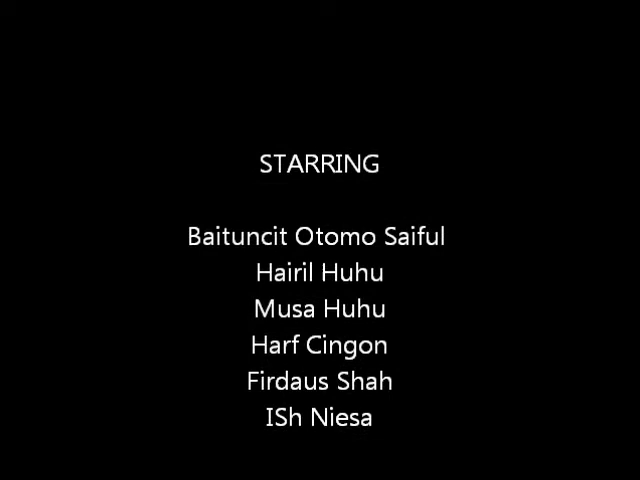 STARRING
Baituncit Otomo Saiful
Hairil Huhu
Musa Huhu
Harf Cingon
Firdaus Shah
ISh Niesa